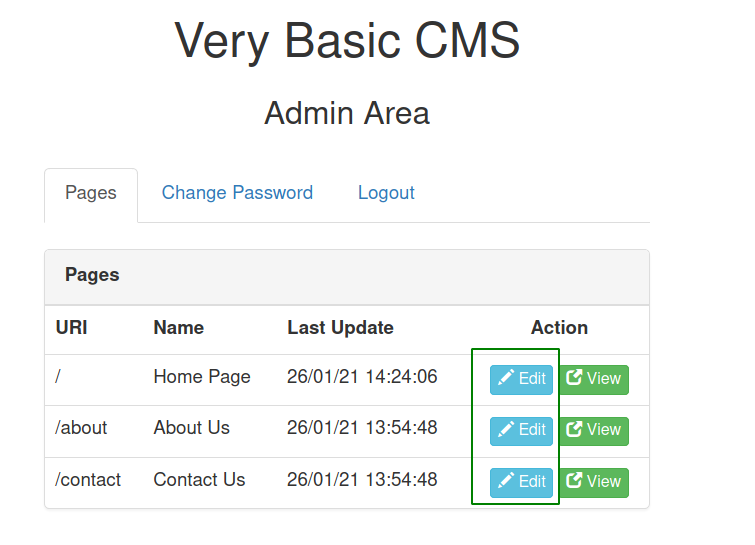 Very Basic CMS
Admin Area
Pages Change Password Logout
Pages
URI Name Last Update Action
/ Home Page 26/01/21 14:24:06 Edit View
/about About Us 26/01/21 13:54:48 Edit View
/contact Contact Us 26/01/21 13:54:48 Edit View